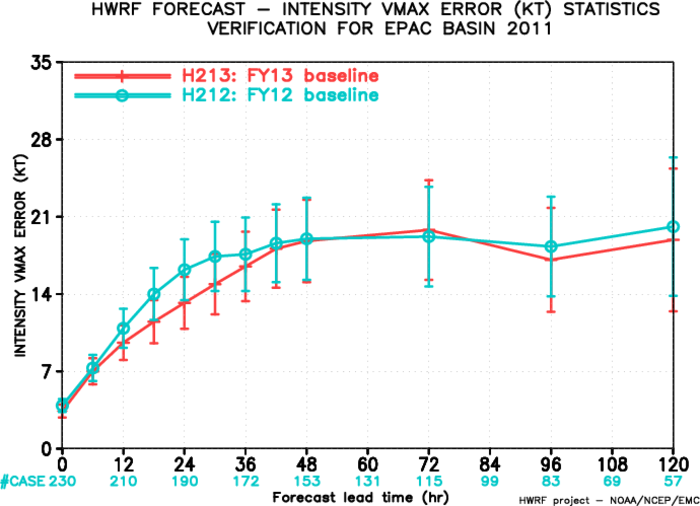 HWRF FORECAST – INTENSITY VMAX ERROR (KT) STATISTICS
VERIFICATION FOR EPAC BASIN 2011
H213: FY13 baseline
H212: FY12 baseline
INTENSITY VMAX ERROR (KT)
35
28
21
14
7
0
0 12 24 36 48 60 72 84 96 108 120
#CASE 230 210 190 172 153 131 115 99 83 69 57
Forecast lead time (hr)
HWRF project – NOAA/NCEP/EMC